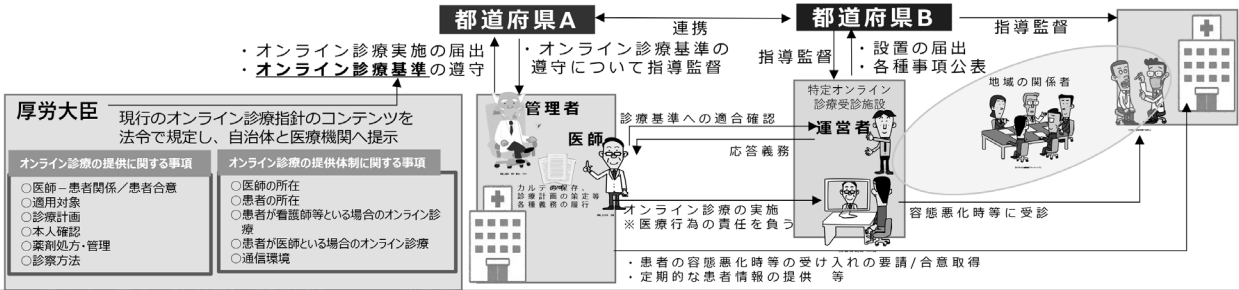 都道府県A
連携
都道府県B
指導監督
・オンライン診療実施の届出
・オンライン診療基準の遵守
・オンライン診療基準の
遵守について指導監督
指導監督
・設置の届出
・各種事項公表
厚労大臣
現行のオンライン診療指針のコンテンツを
法令で規定し、自治体と医療機関へ提示
オンライン診療の提供に関する事項
○医師－患者関係／患者合意
○適用対象
○診療計画
○本人確認
○薬剤処方・管理
○診察方法
オンライン診療の提供体制に関する事項
○医師の所在
○患者の所在
○患者が看護師等といる場合のオンライン診
療
○患者が医師といる場合のオンライン診療
○通信環境
管理者
医師
カルテの保存、
診療計画の策定等
各種義務の履行
診療基準への適合確認
応答義務
オンライン診療の実施
※医療行為の責任を負う
特定オンライン
診療受診施設
運営者
地域の関係者
容態悪化時等に受診
・患者の容態悪化時等の受け入れの要請/合意取得
・定期的な患者情報の提供　等